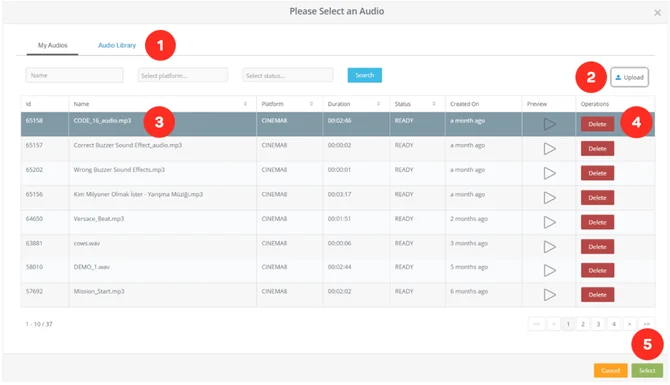 Please Select an Audio
My Audios Audio Library 1
2
Name Select platform... Select status... Search Upload
Id Name Platform Duration Status Created On Preview Operations
65158 CODE_16_audio.mp3 3 CINEMA8 00:02:46 READY a month ago Delete 4
65157 Correct Buzzer Sound Effect_audio.mp3 CINEMA8 00:00:02 READY a month ago Delete
65202 Wrong Buzzer Sound Effects.mp3 CINEMA8 00:00:01 READY a month ago Delete
65156 Kim Milyoner Olmak İster - Yarışma Müziği.mp3 CINEMA8 00:03:17 READY a month ago Delete
64650 Versace_Beat.mp3 CINEMA8 00:01:51 READY 2 months ago Delete
63881 cows.wav CINEMA8 00:00:06 READY 3 months ago Delete
58010 DEMO_1.wav CINEMA8 00:02:44 READY 5 months ago Delete
57692 Mission_Start.mp3 CINEMA8 00:02:02 READY 6 months ago Delete
1 - 10 / 37 << < 1 2 3 4 > >>
5
Cancel Select